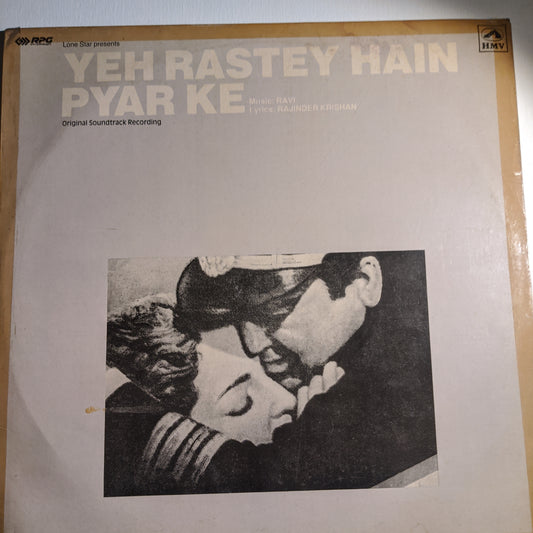 RPG
HMV
Lone Star presents
YEH RASTEY HAIN
PYAR KE
Music: RAVI
Lyrics: RAJINDER KRISHAN
Original Soundtrack Recording